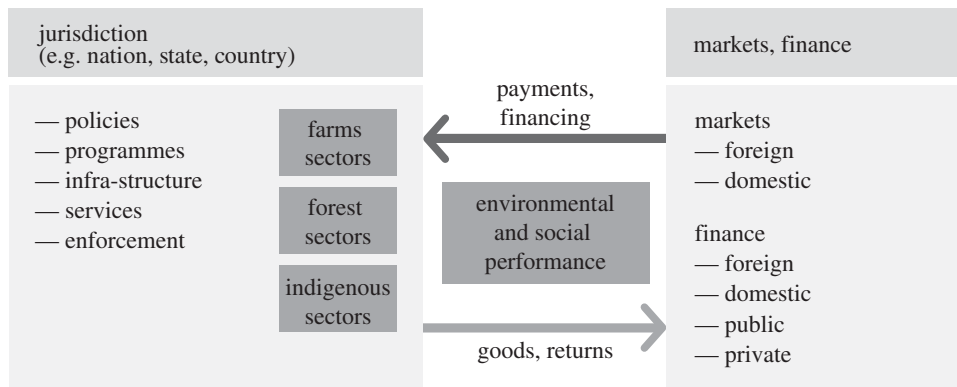 jurisdiction
(e.g. nation, state, country)
markets, finance
— policies
— programmes
— infra-structure
— services
— enforcement
farms
sectors
forest
sectors
indigenous
sectors
payments,
financing
environmental
and social
performance
goods, returns
markets
— foreign
— domestic
finance
— foreign
— domestic
— public
— private